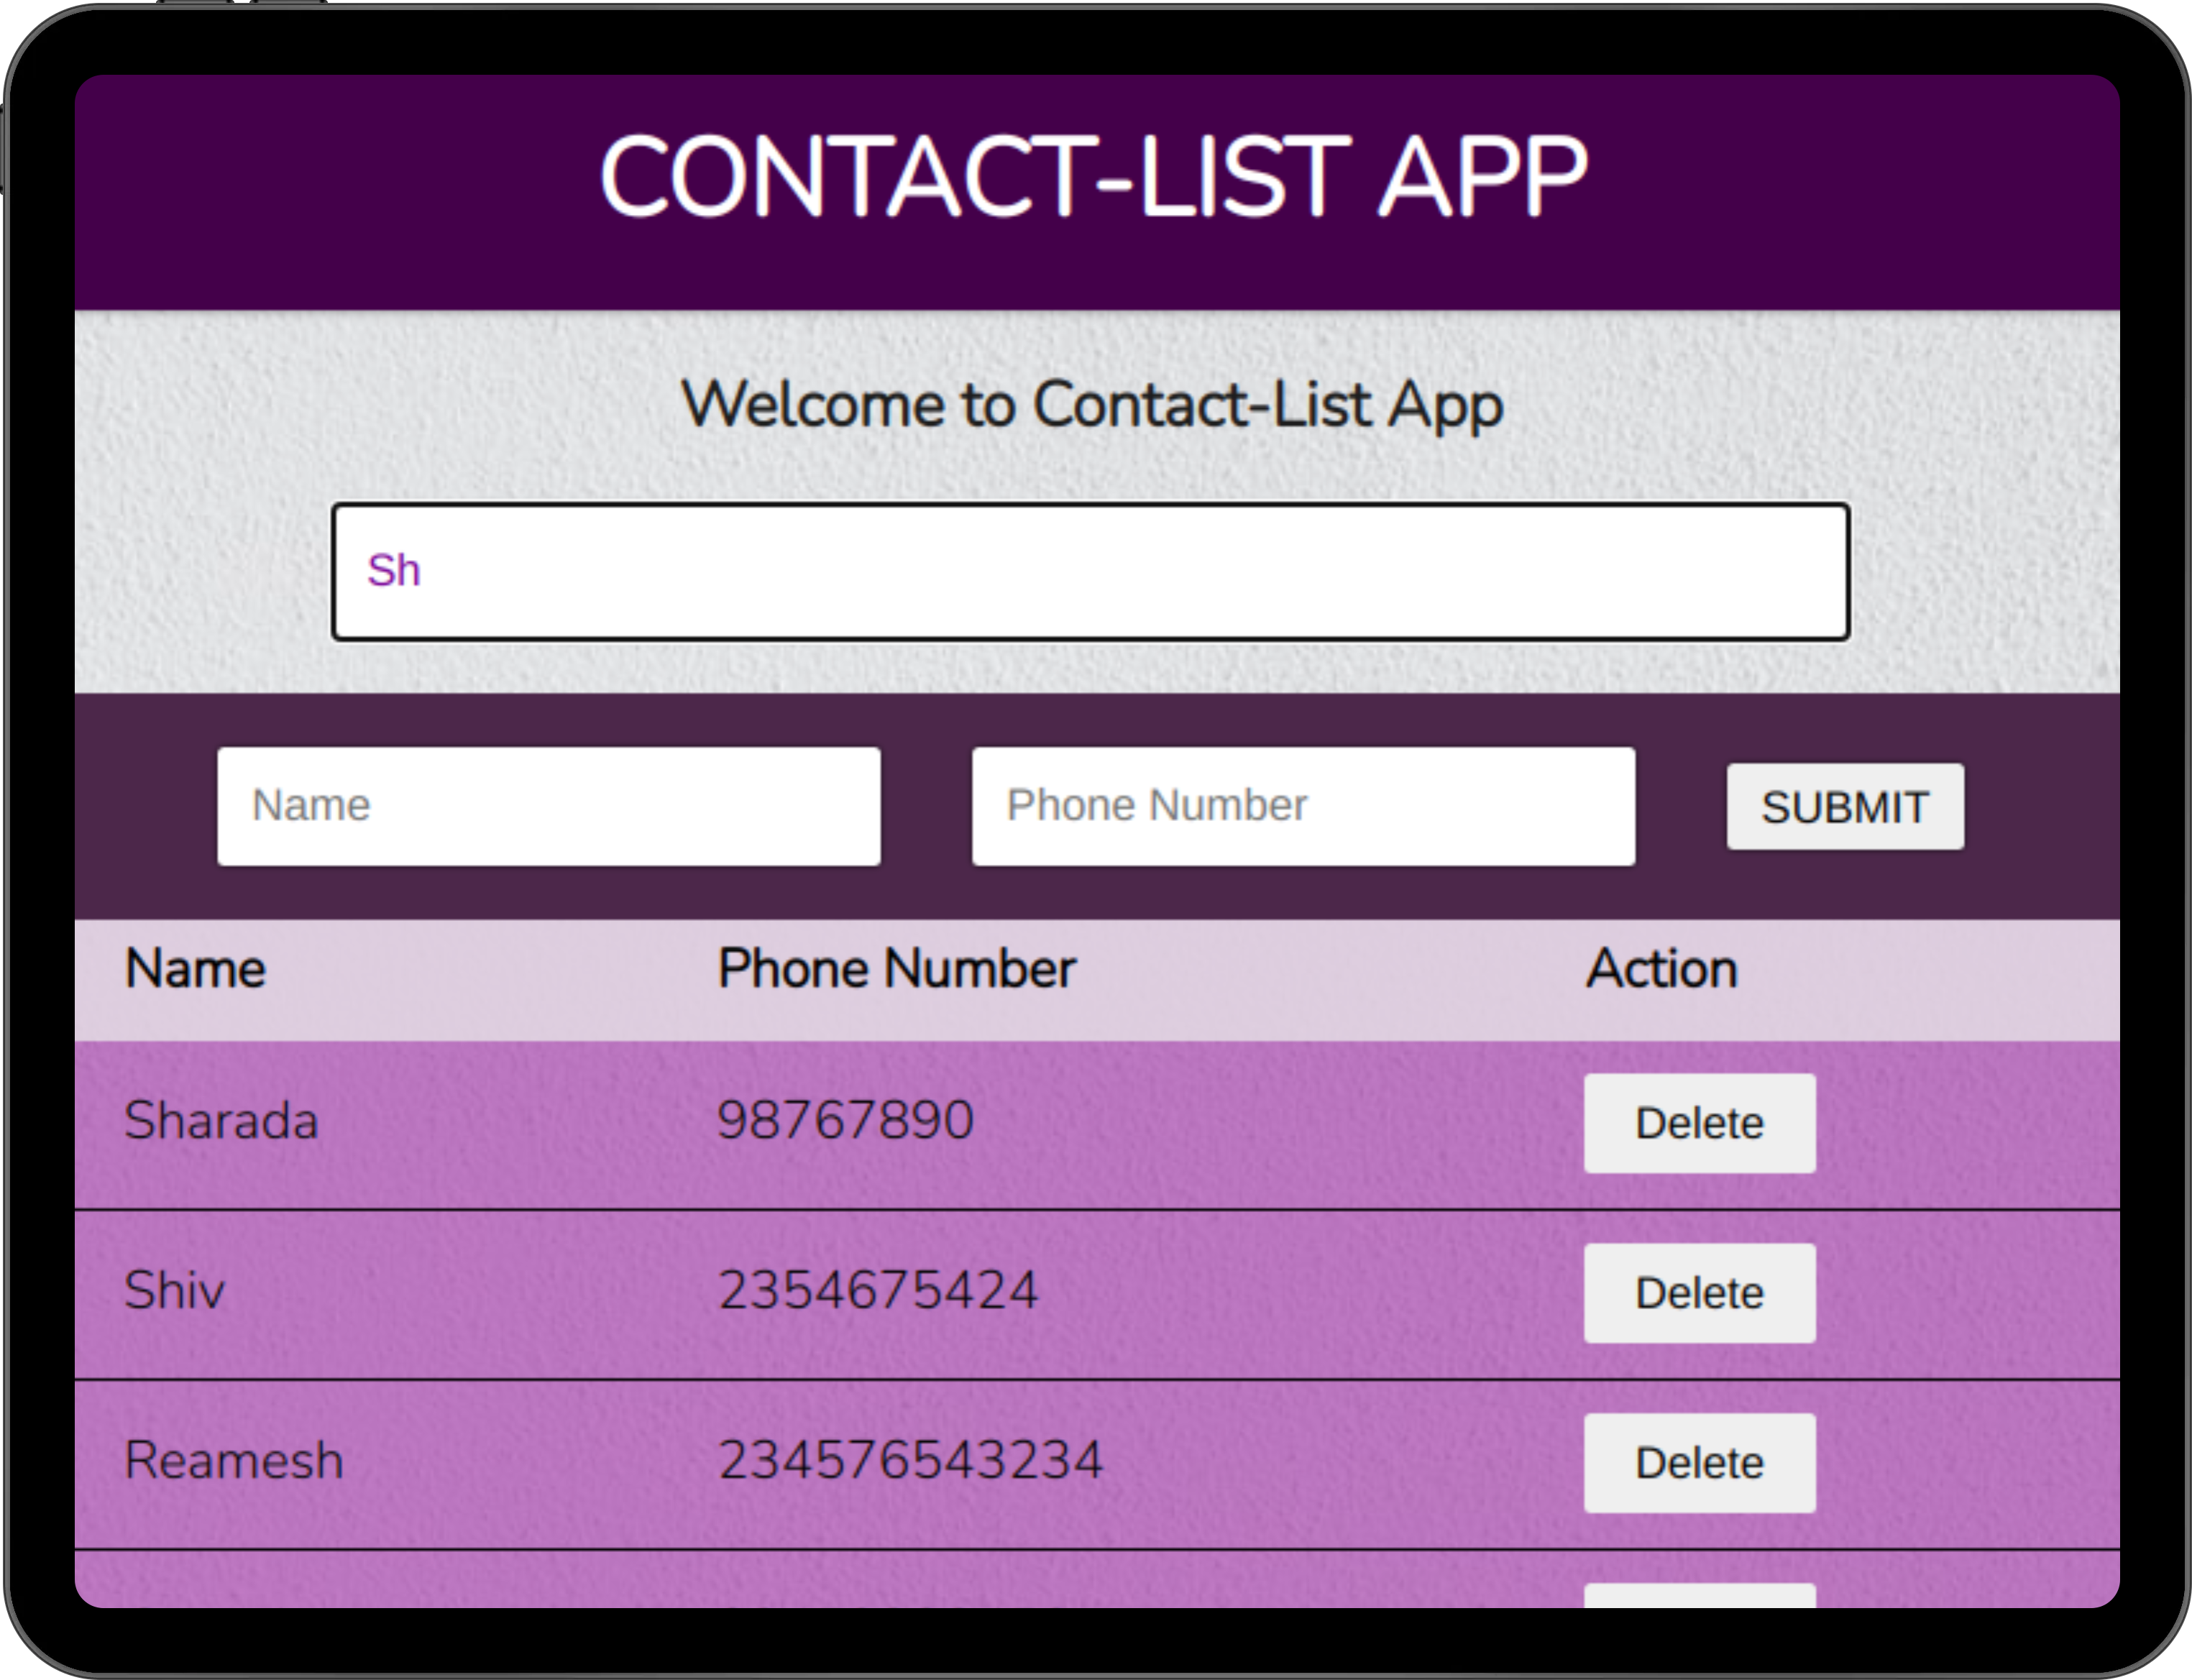 CONTACT-LIST APP
Welcome to Contact-List App
Sh
Name Phone Number SUBMIT
Name Phone Number Action
Sharada 98767890 Delete
Shiv 2354675424 Delete
Reamesh 234576543234 Delete